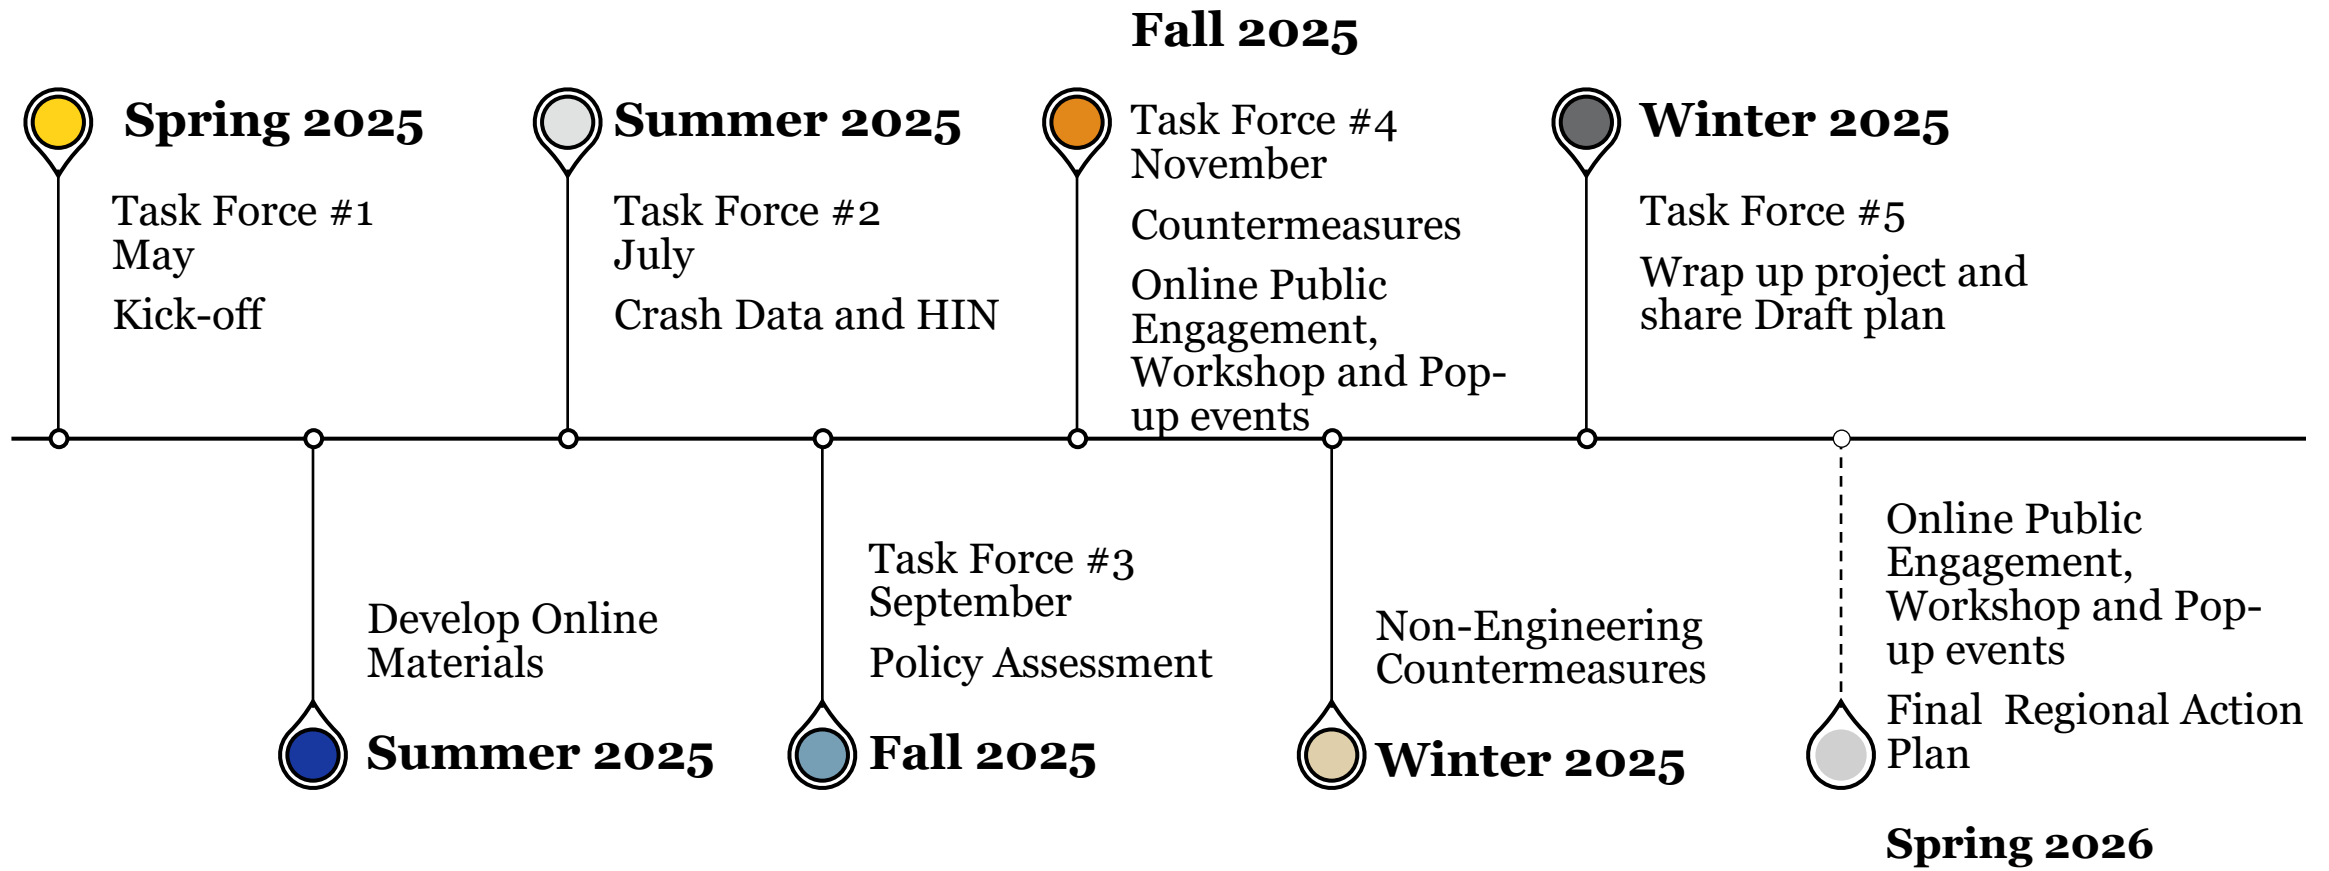 Spring 2025
Task Force #1
May
Kick-off
Develop Online
Materials
Summer 2025
Summer 2025
Task Force #2
July
Crash Data and HIN
Task Force #3
September
Policy Assessment
Fall 2025
Fall 2025
Task Force #4
November
Countermeasures
Online Public
Engagement,
Workshop and Pop-
up events
Non-Engineering
Countermeasures
Winter 2025
Winter 2025
Task Force #5
Wrap up project and
share Draft plan
Online Public
Engagement,
Workshop and Pop-
up events
Final  Regional Action
Plan
Spring 2026